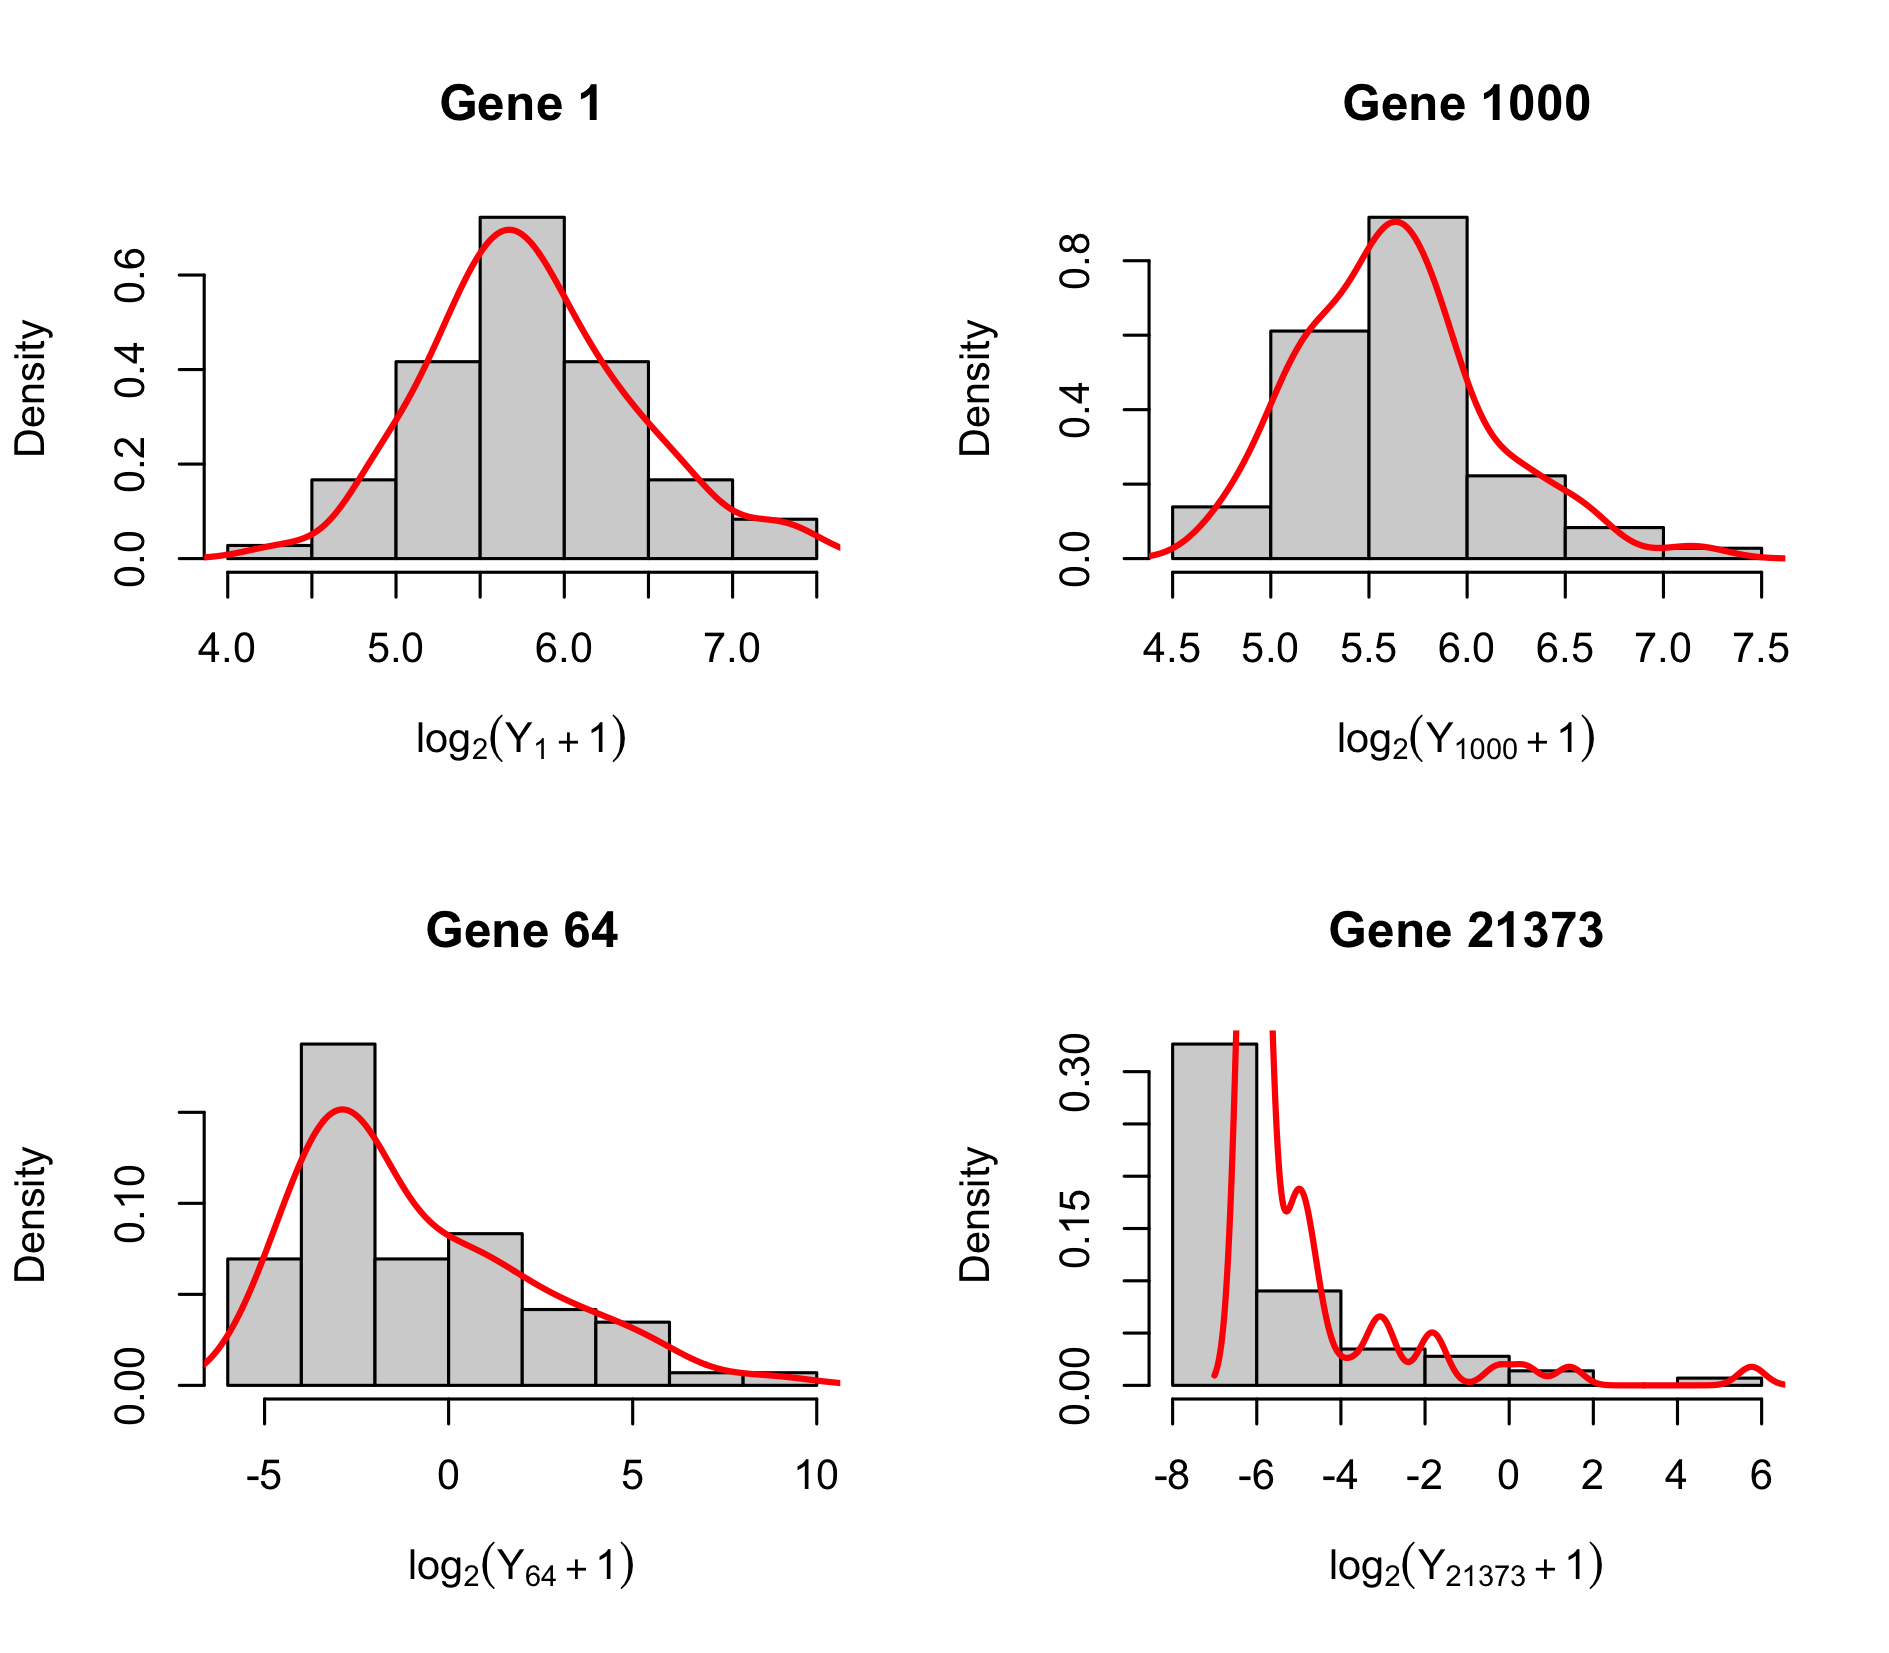 Gene 1
Density
0.0 0.2 0.4 0.6
4.0 5.0 6.0 7.0
log₂(Y₁ + 1)
Gene 1000
Density
0.0 0.4 0.8
4.5 5.0 5.5 6.0 6.5 7.0 7.5
log₂(Y₁₀₀₀ + 1)
Gene 64
Density
0.00 0.10
-5 0 5 10
log₂(Y₆₄ + 1)
Gene 21373
Density
0.00 0.15 0.30
-8 -6 -4 -2 0 2 4 6
log₂(Y₂₁₃₇₃ + 1)